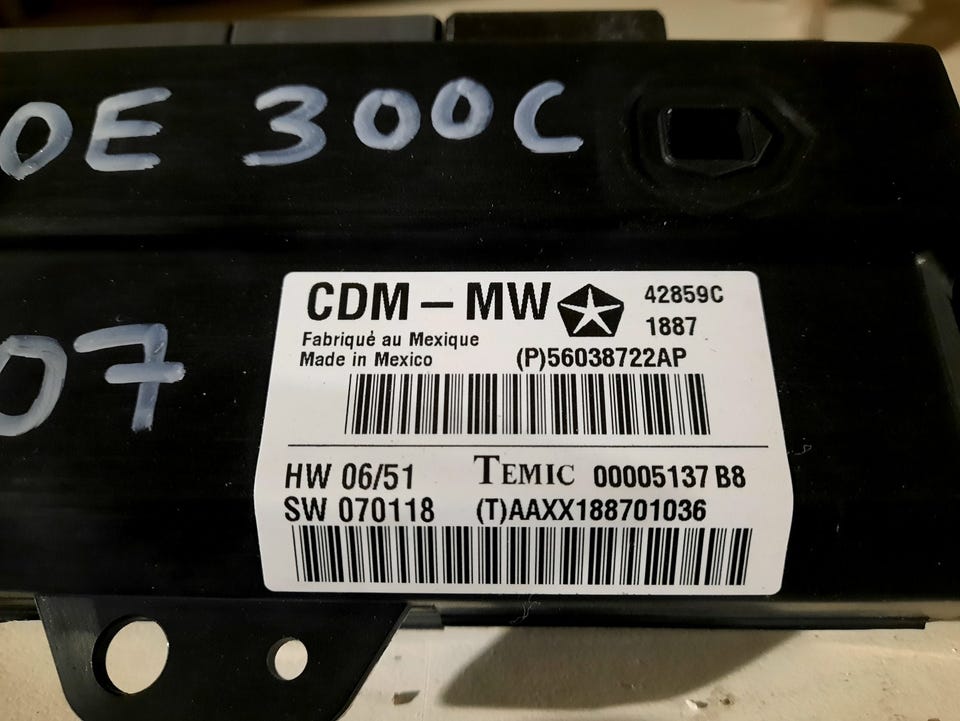 OE 300C
07
CDM – MW
42859C
1887
Fabriqué au Mexique
Made in Mexico
(P)56038722AP
HW 06/51
TEMIC
00005137 B8
SW 070118
(T)AAXX188701036